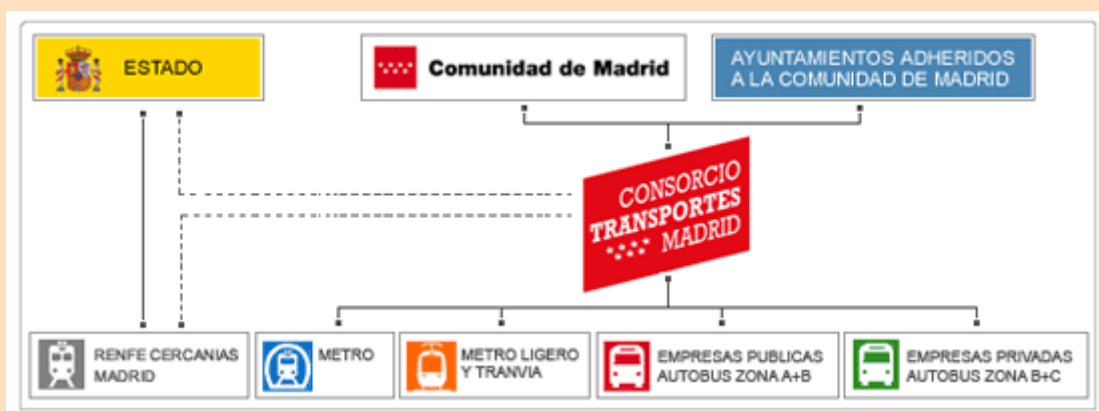 ESTADO
Comunidad de Madrid
AYUNTAMIENTOS ADHERIDOS
A LA COMUNIDAD DE MADRID
CONSORCIO
TRANSPORTES
MADRID
RENFE CERCANIAS
MADRID
METRO
METRO LIGERO
Y TRANVIA
EMPRESAS PUBLICAS
AUTOBUS ZONA A+B
EMPRESAS PRIVADAS
AUTOBUS ZONA B+C